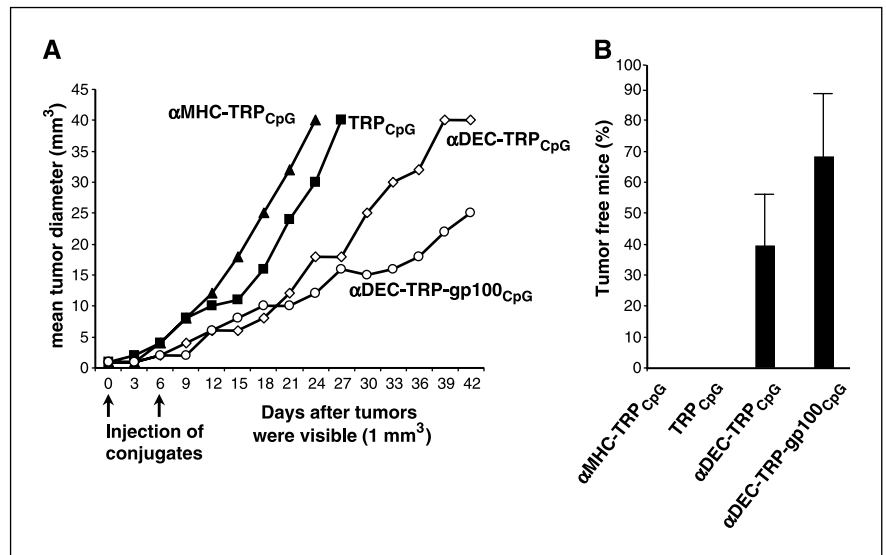 A
mean tumor diameter (mm³)
45
40
35
30
25
20
15
10
5
0
αMHC-TRPCpG
TRPCpG
αDEC-TRPCpG
αDEC-TRP-gp100CpG
0 3 6 9 12 15 18 21 24 27 30 33 36 39 42
Injection of
conjugates
Days after tumors
were visible (1 mm³)
B
Tumor free mice (%)
100
90
80
70
60
50
40
30
20
10
0
αMHC-TRPCpG
TRPCpG
αDEC-TRPCpG
αDEC-TRP-gp100CpG